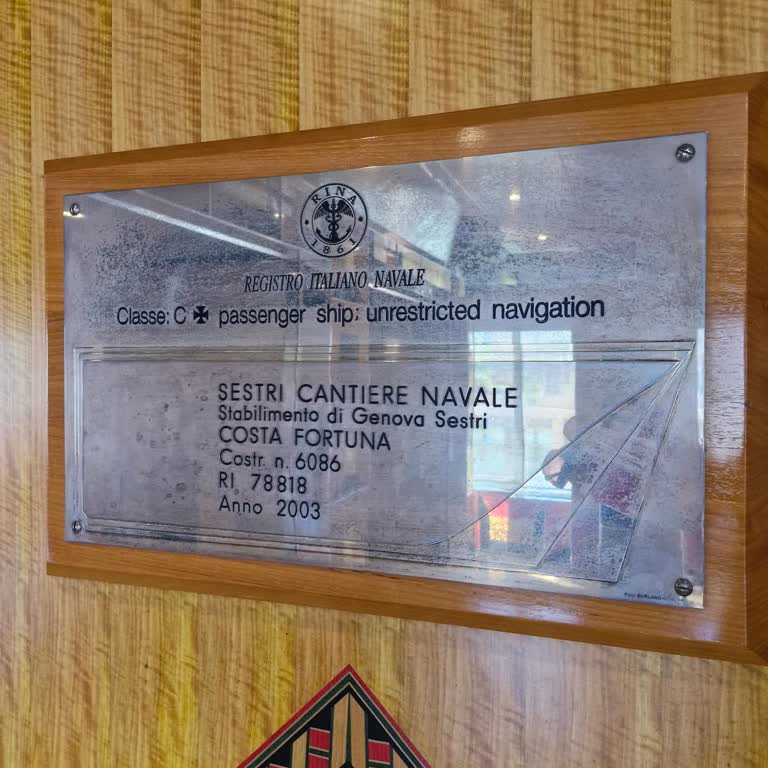 RINA
1861
REGISTRO ITALIANO NAVALE
Classe: C ✠ passenger ship; unrestricted navigation
SESTRI CANTIERE NAVALE
Stabilimento di Genova Sestri
COSTA FORTUNA
Costr. n. 6086
RI 78818
Anno 2003